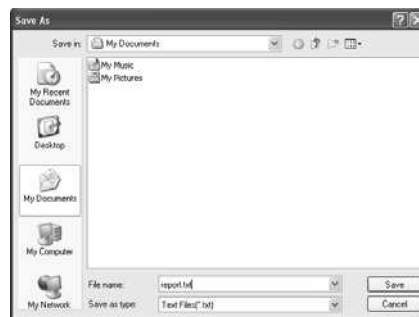 Save As
Save in: My Documents
My Music
My Pictures
My Recent
Documents
Desktop
My Documents
My Computer
My Network
File name: report.txt Save
Save as type: Text Files(*.txt) Cancel